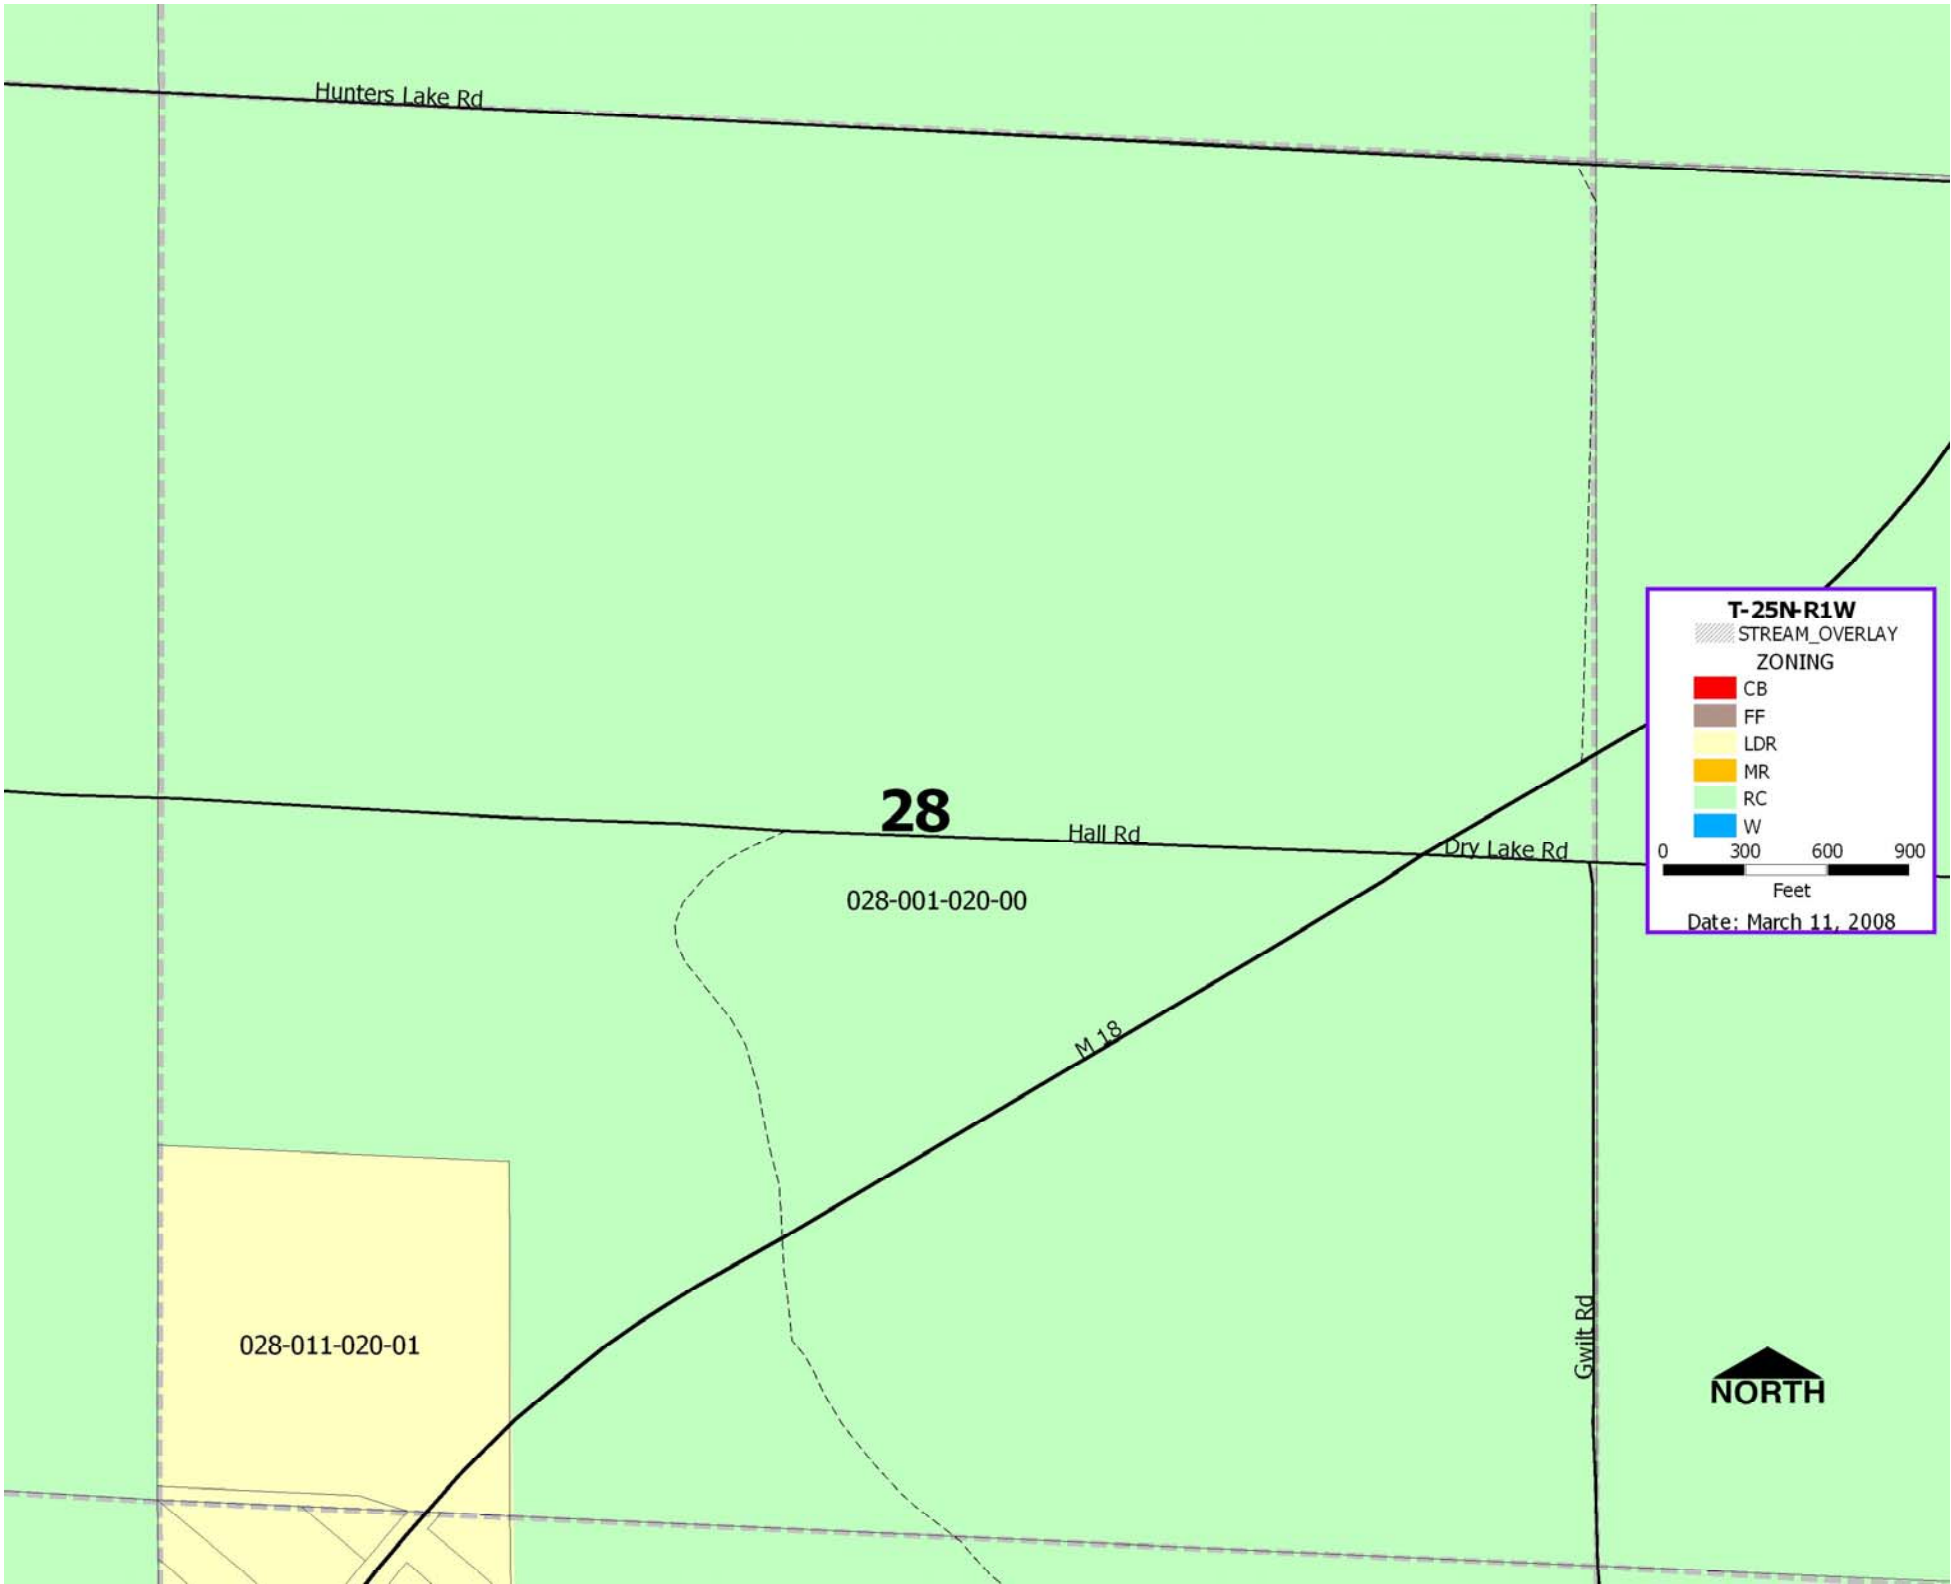 Hunters Lake Rd
T-25N-R1W
STREAM_OVERLAY
ZONING
CB
FF
LDR
MR
RC
W
0 300 600 900
Feet
Date: March 11, 2008
28
Hall Rd
Dry Lake Rd
028-001-020-00
M 18
Gwilt Rd
028-011-020-01
NORTH